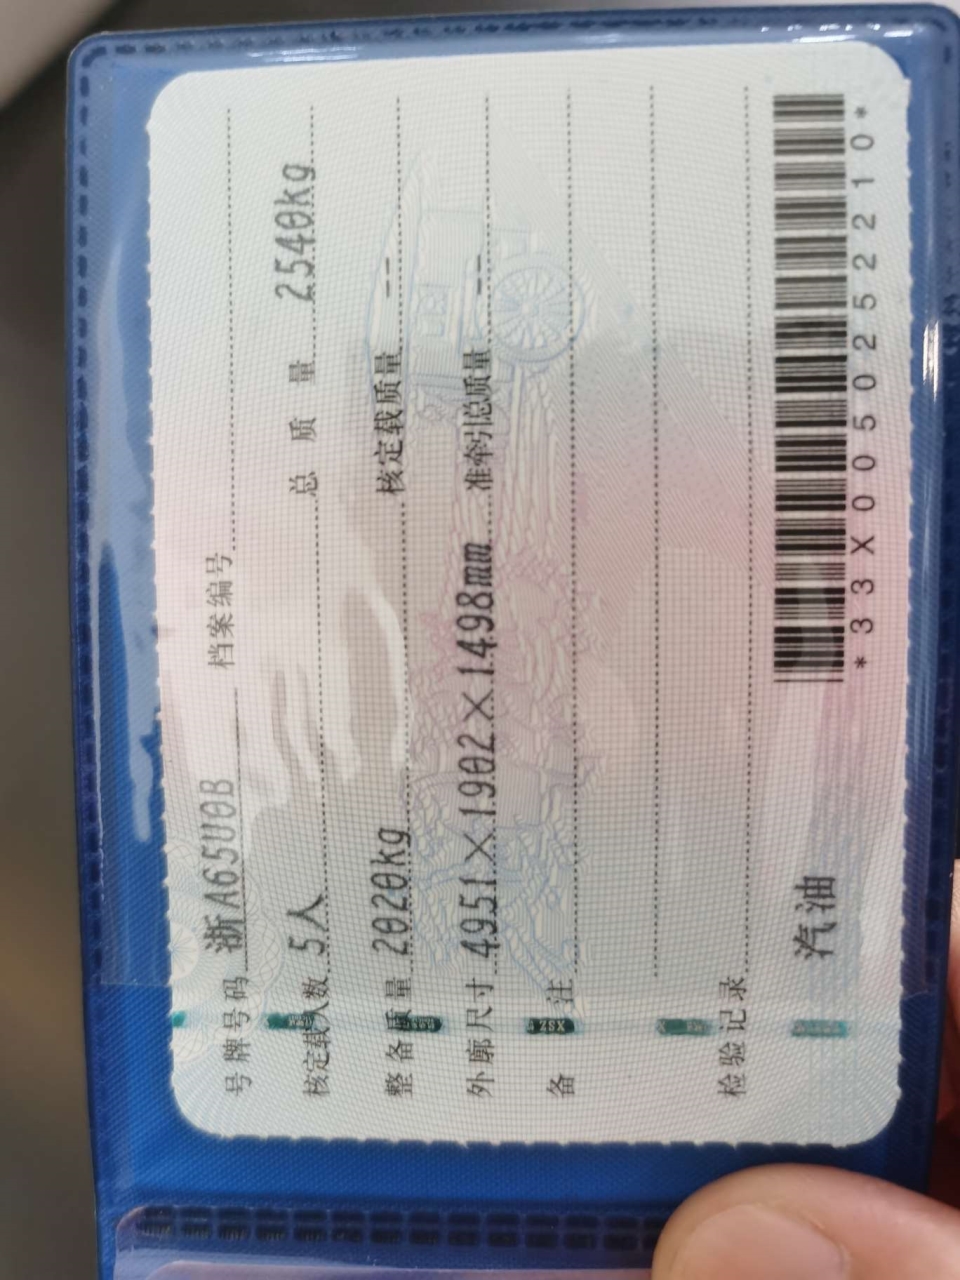 号牌号码 浙A65U0B 档案编号
核定载人数 5人 总质量 2540kg
整备质量 2020kg 核定载质量 --
外廓尺寸 4951×1902×1498mm 准牵引总质量 --
备注
检验记录
汽油
*33X0050252210*